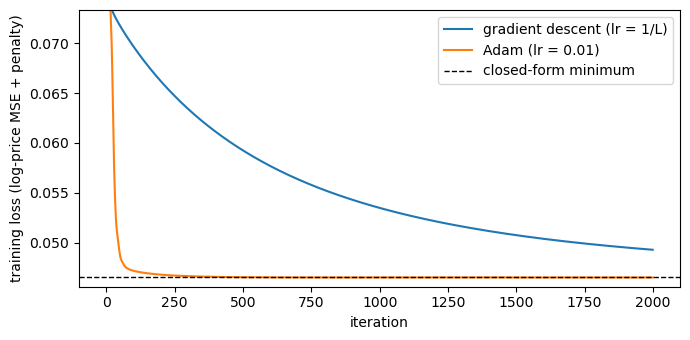 gradient descent (lr = 1/L)
Adam (lr = 0.01)
closed-form minimum
training loss (log-price MSE + penalty)
0.070
0.065
0.060
0.055
0.050
0 250 500 750 1000 1250 1500 1750 2000
iteration